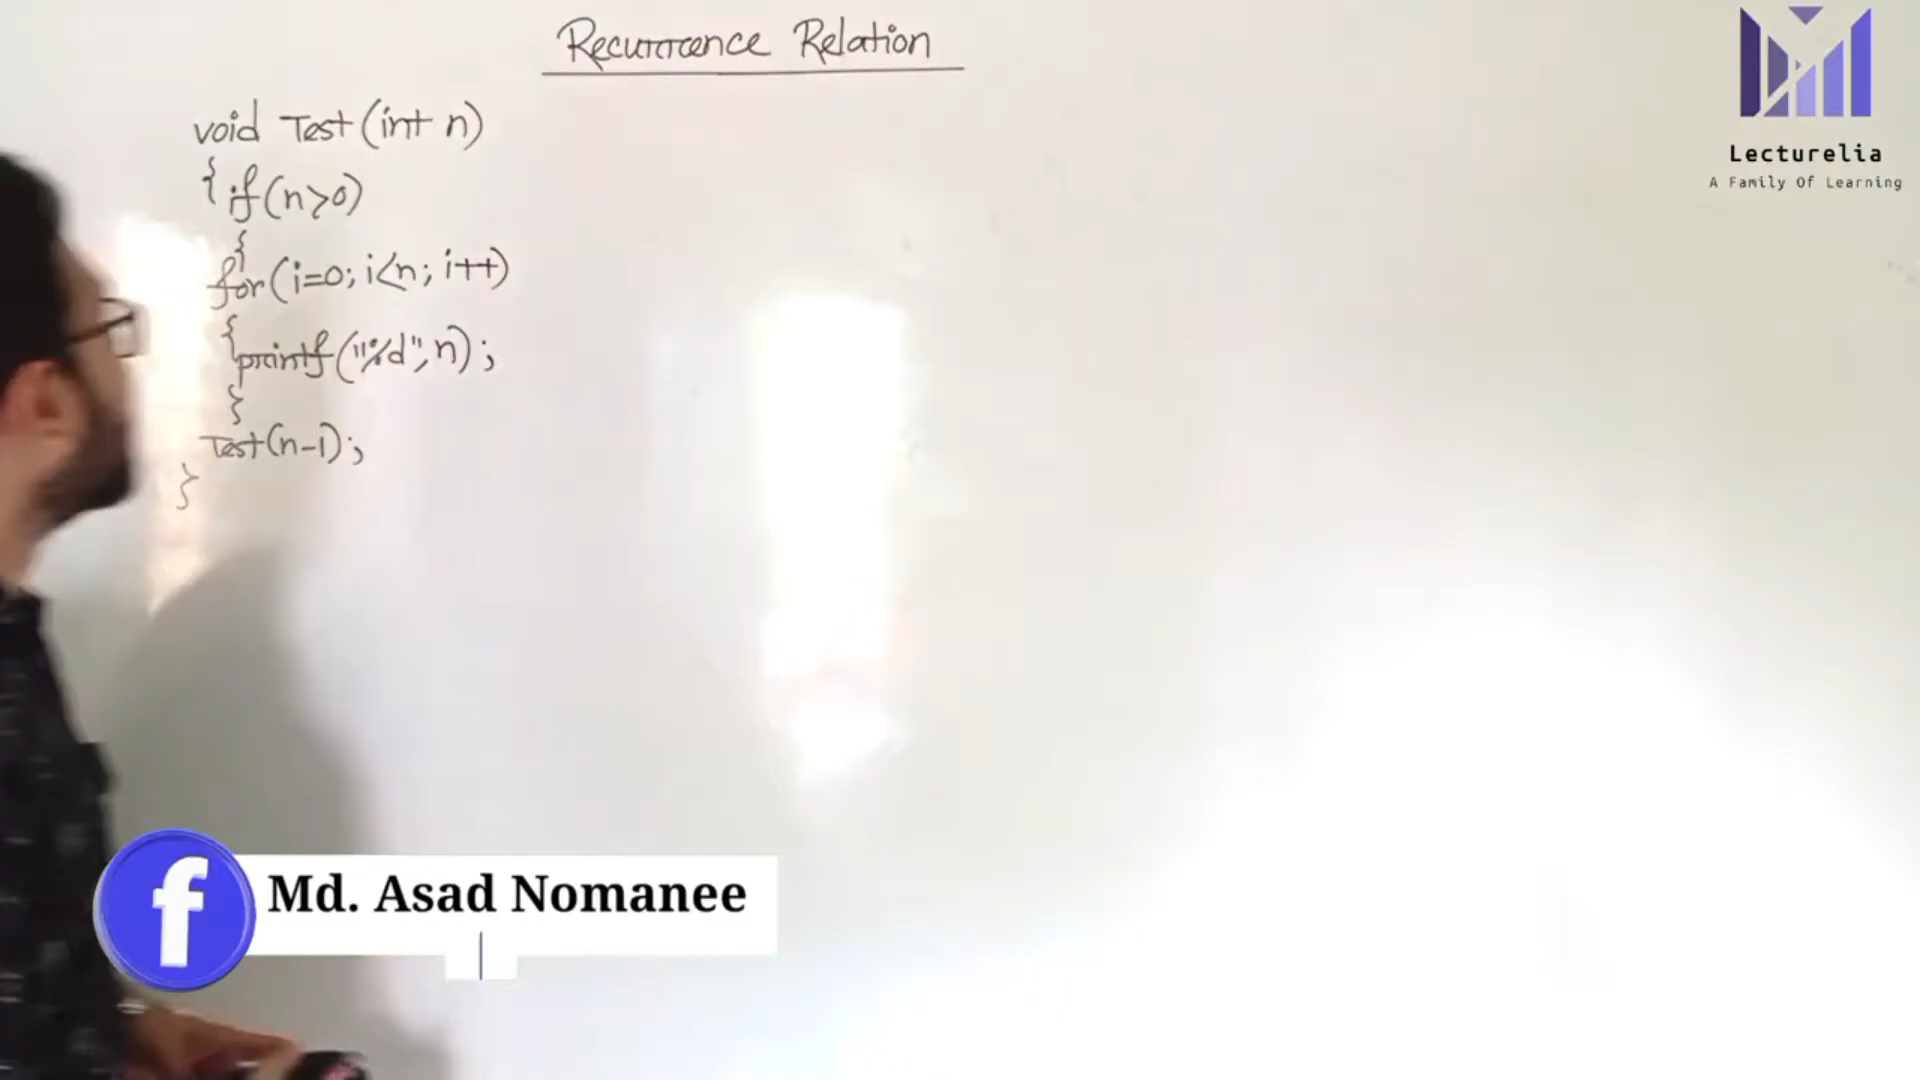 Recurrence Relation
void Test(int n)
{ if(n>0)
{
for(i=0; i<n; i++)
{
printf("%d", n);
}
Test(n-1);
}
Lecturelia
A Family Of Learning
f
Md. Asad Nomanee